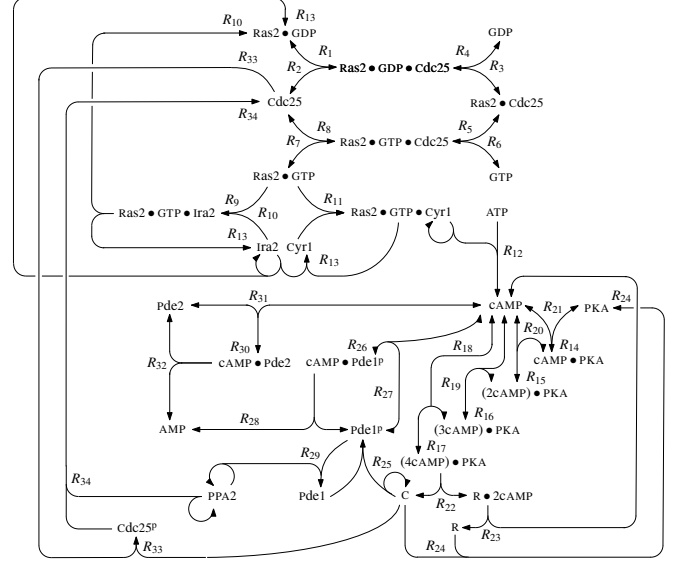 R10
R13
Ras2 • GDP
GDP
R1
R4
R33
R2
Ras2 • GDP • Cdc25
R3
Cdc25
Ras2 • Cdc25
R34
R8
R5
R7
Ras2 • GTP • Cdc25
R6
Ras2 • GTP
GTP
R9
R11
Ras2 • GTP • Ira2
R10
Ras2 • GTP • Cyr1
ATP
R13
Ira2
Cyr1
R13
R12
Pde2
R31
cAMP
R21
PKA
R24
R20
R26
R18
R14
R30
R32
cAMP • Pde2
cAMP • Pde1p
cAMP • PKA
R19
R15
R27
(2cAMP) • PKA
R16
AMP
R28
Pde1p
(3cAMP) • PKA
R17
R29
R25
(4cAMP) • PKA
R34
PPA2
Pde1
C
R22
R • 2cAMP
Cdc25p
R
R23
R33
R24